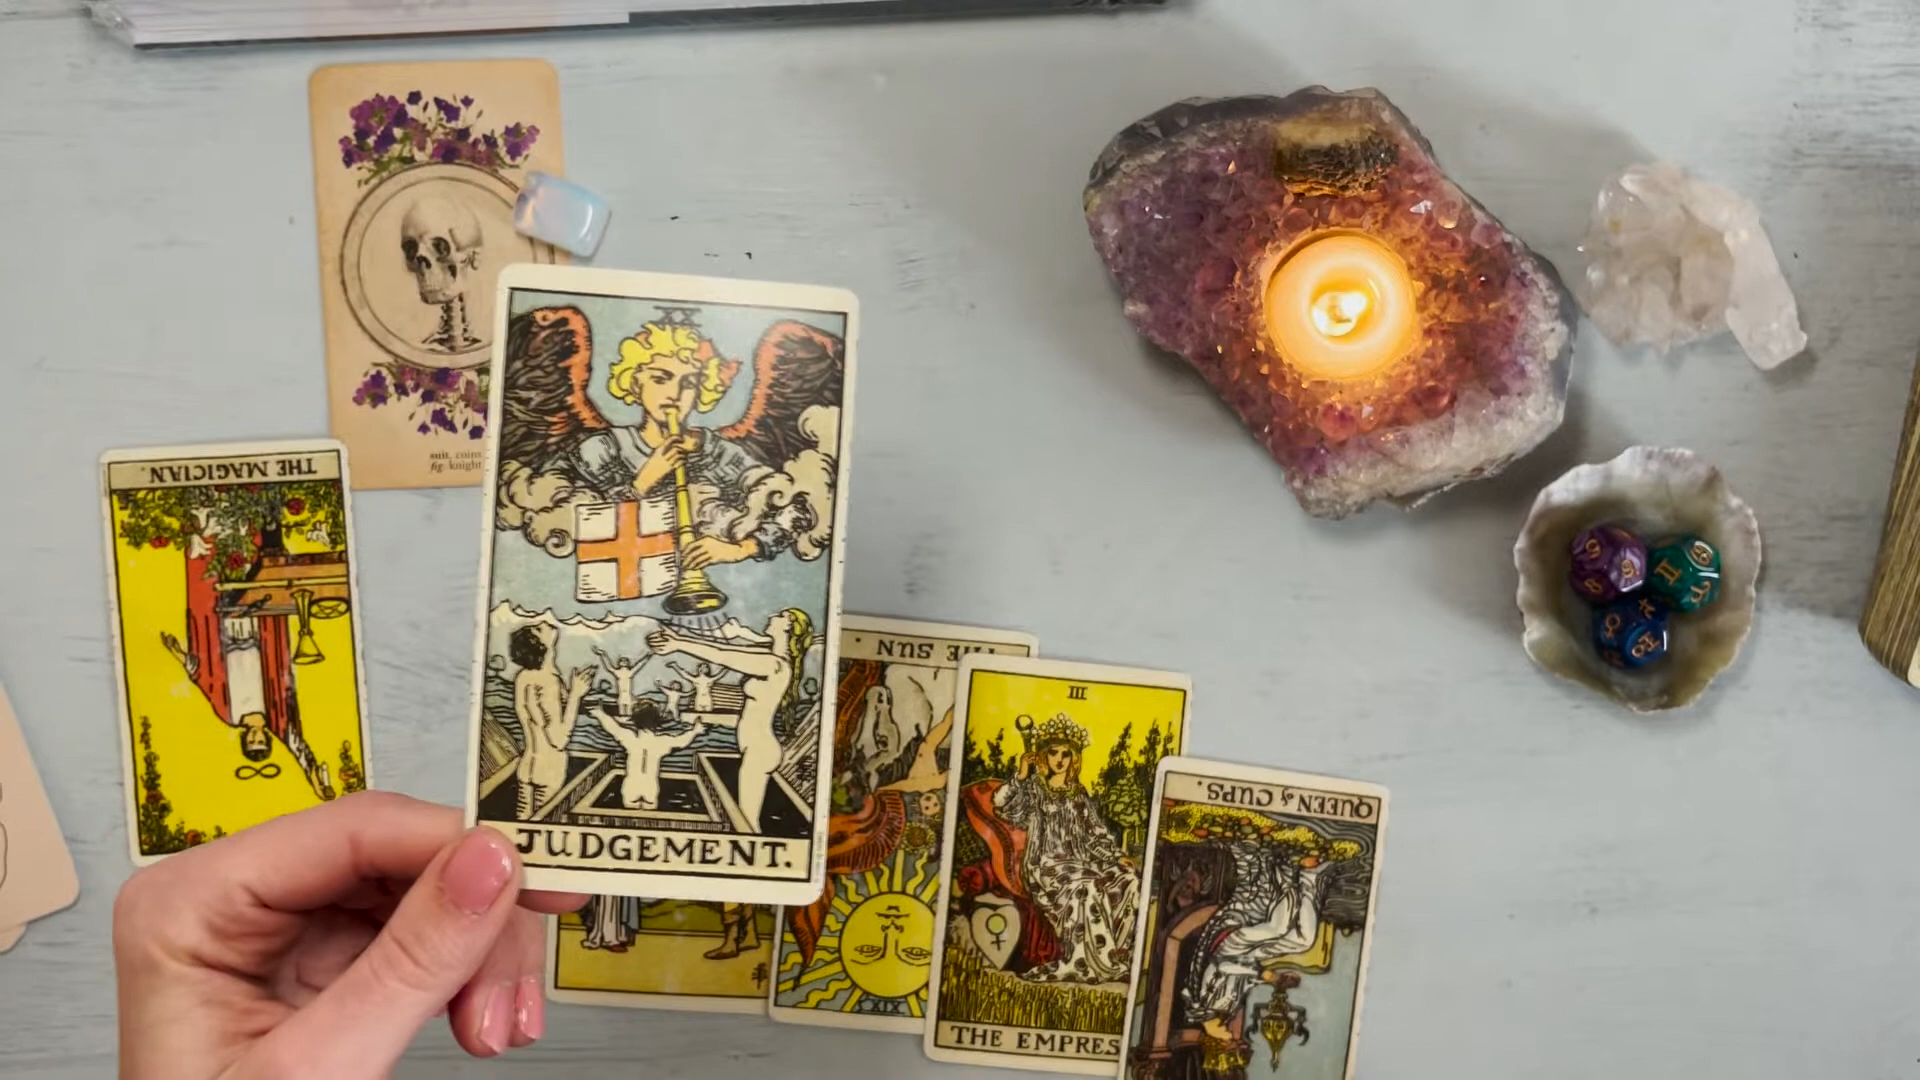 suit. coins
fig. knight
THE MAGICIAN.
XX
JUDGEMENT.
THE SUN.
XIX
III
THE EMPRES
QUEEN of CUPS.